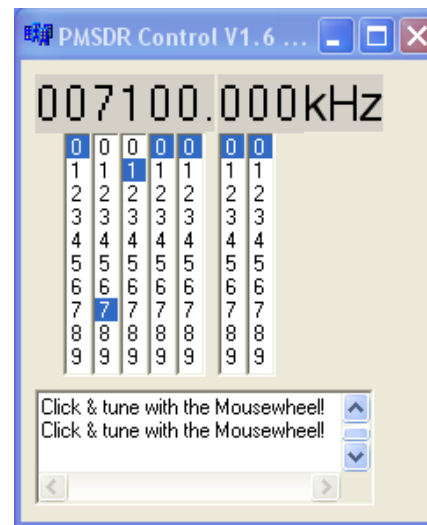 PMSDR Control V1.6 ...
007100.000kHz
0 0 0 0 0 0 0
1 1 1 1 1 1 1
2 2 2 2 2 2 2
3 3 3 3 3 3 3
4 4 4 4 4 4 4
5 5 5 5 5 5 5
6 6 6 6 6 6 6
7 7 7 7 7 7 7
8 8 8 8 8 8 8
9 9 9 9 9 9 9
Click & tune with the Mousewheel!
Click & tune with the Mousewheel!